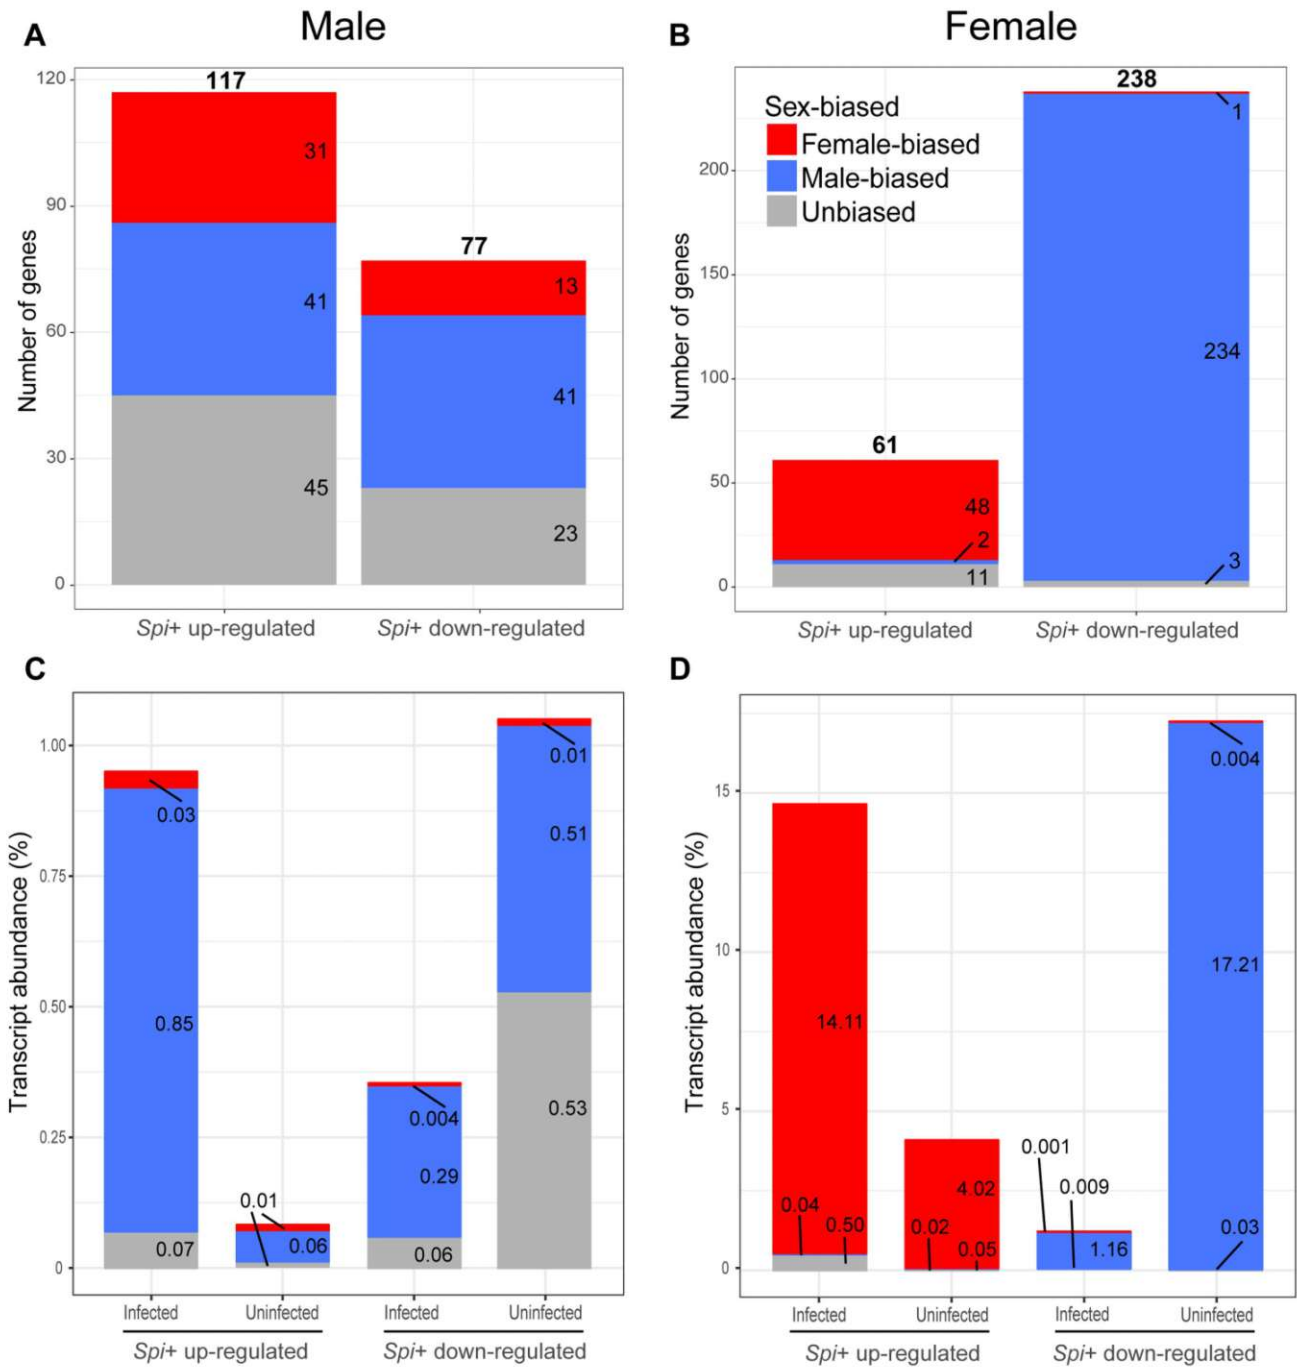 A
Male
120
90
60
30
0
Number of genes
117
31
41
45
77
13
41
23
Spi+ up-regulated
Spi+ down-regulated
B
Female
200
150
100
50
0
Number of genes
Sex-biased
Female-biased
Male-biased
Unbiased
61
48
2
11
238
1
234
3
Spi+ up-regulated
Spi+ down-regulated
C
1.00
0.75
0.50
0.25
0
Transcript abundance (%)
0.03
0.85
0.07
0.01
0.06
0.004
0.29
0.06
0.01
0.51
0.53
Infected
Uninfected
Infected
Uninfected
Spi+ up-regulated
Spi+ down-regulated
D
15
10
5
0
Transcript abundance (%)
14.11
0.04
0.50
4.02
0.02
0.05
0.001
0.009
1.16
0.004
17.21
0.03
Infected
Uninfected
Infected
Uninfected
Spi+ up-regulated
Spi+ down-regulated